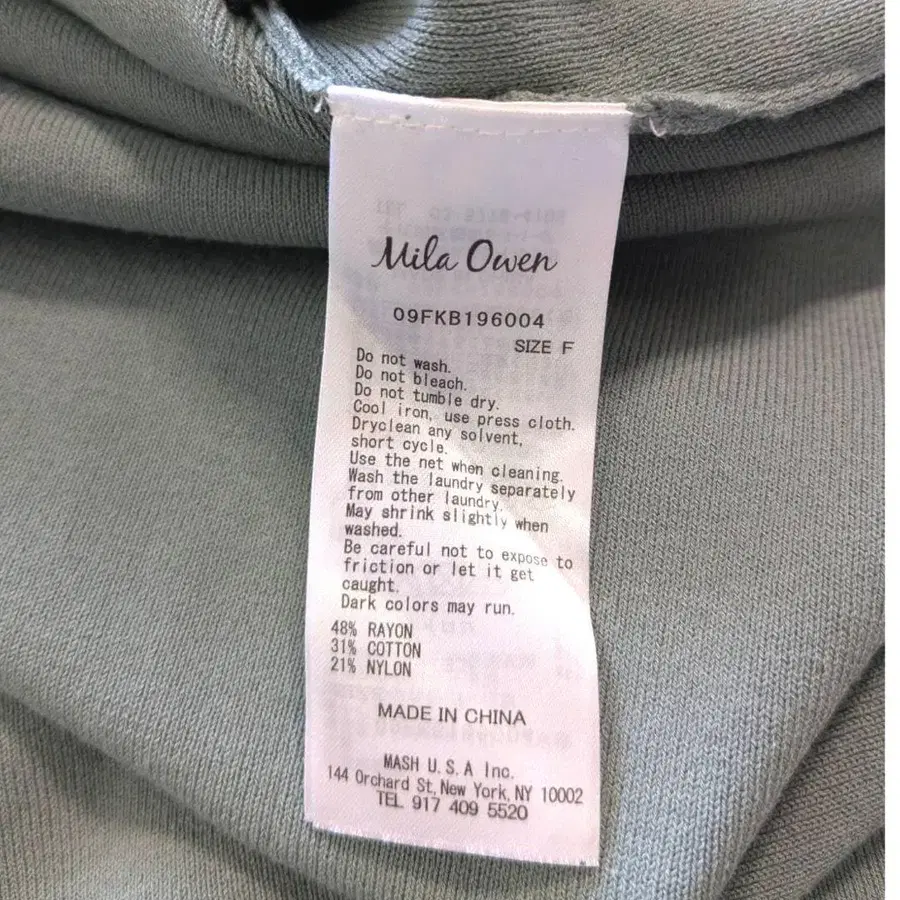 Mila Owen
09FKB196004
SIZE F
Do not wash.
Do not bleach.
Do not tumble dry.
Cool iron, use press cloth.
Dryclean any solvent,
short cycle.
Use the net when cleaning.
Wash the laundry separately
from other laundry.
May shrink slightly when
washed.
Be careful not to expose to
friction or let it get
caught.
Dark colors may run.
48% RAYON
31% COTTON
21% NYLON
MADE IN CHINA
MASH U.S.A Inc.
144 Orchard St, New York, NY 10002
TEL 917 409 5520